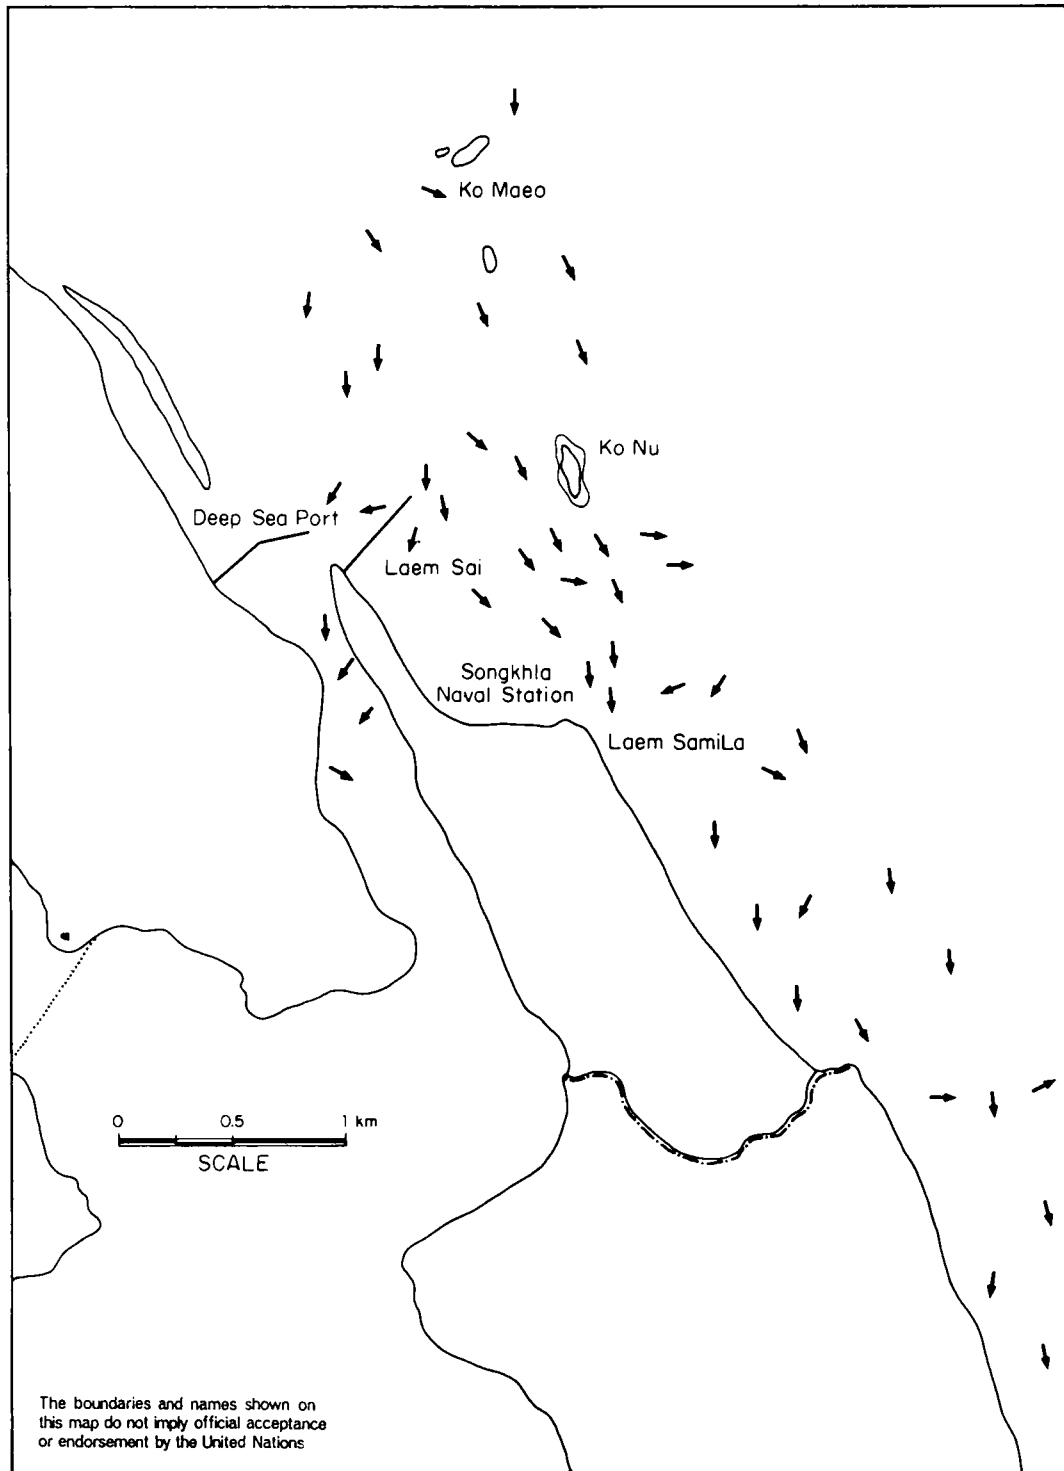 Ko Maeo
Ko Nu
Deep Sea Port
Laem Sai
Songkhla
Naval Station
Laem SamiLa
0 0.5 1 km
SCALE
The boundaries and names shown on
this map do not imply official acceptance
or endorsement by the United Nations